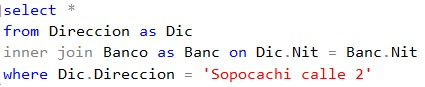 select *
from Direccion as Dic
inner join Banco as Banc on Dic.Nit = Banc.Nit
where Dic.Direccion = 'Sopocachi calle 2'